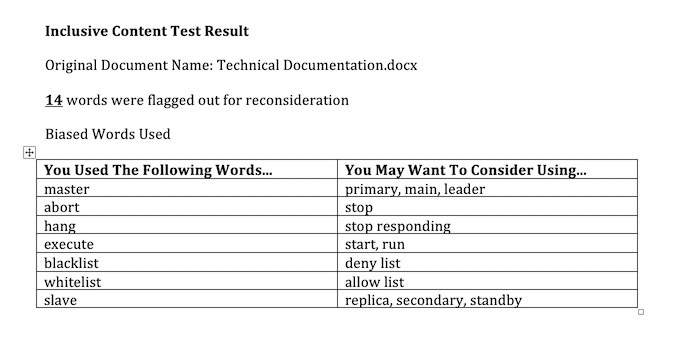 Inclusive Content Test Result
Original Document Name: Technical Documentation.docx
14 words were flagged out for reconsideration
Biased Words Used
You Used The Following Words... You May Want To Consider Using...
master primary, main, leader
abort stop
hang stop responding
execute start, run
blacklist deny list
whitelist allow list
slave replica, secondary, standby